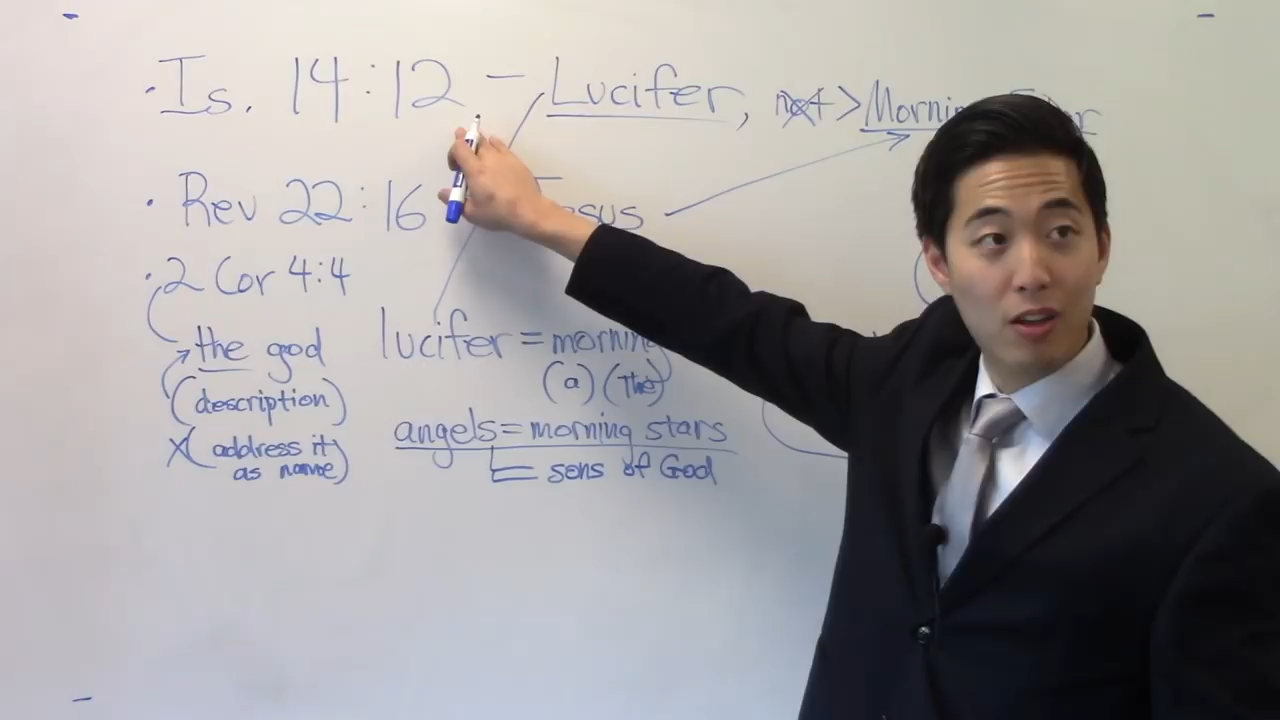 · Is. 14:12 – Lucifer, not > Morning
· Rev 22:16
· 2 Cor 4:4
the god
(description)
X (address it
as name)
lucifer = morning
(a) (the)
angels = morning stars
sons of God